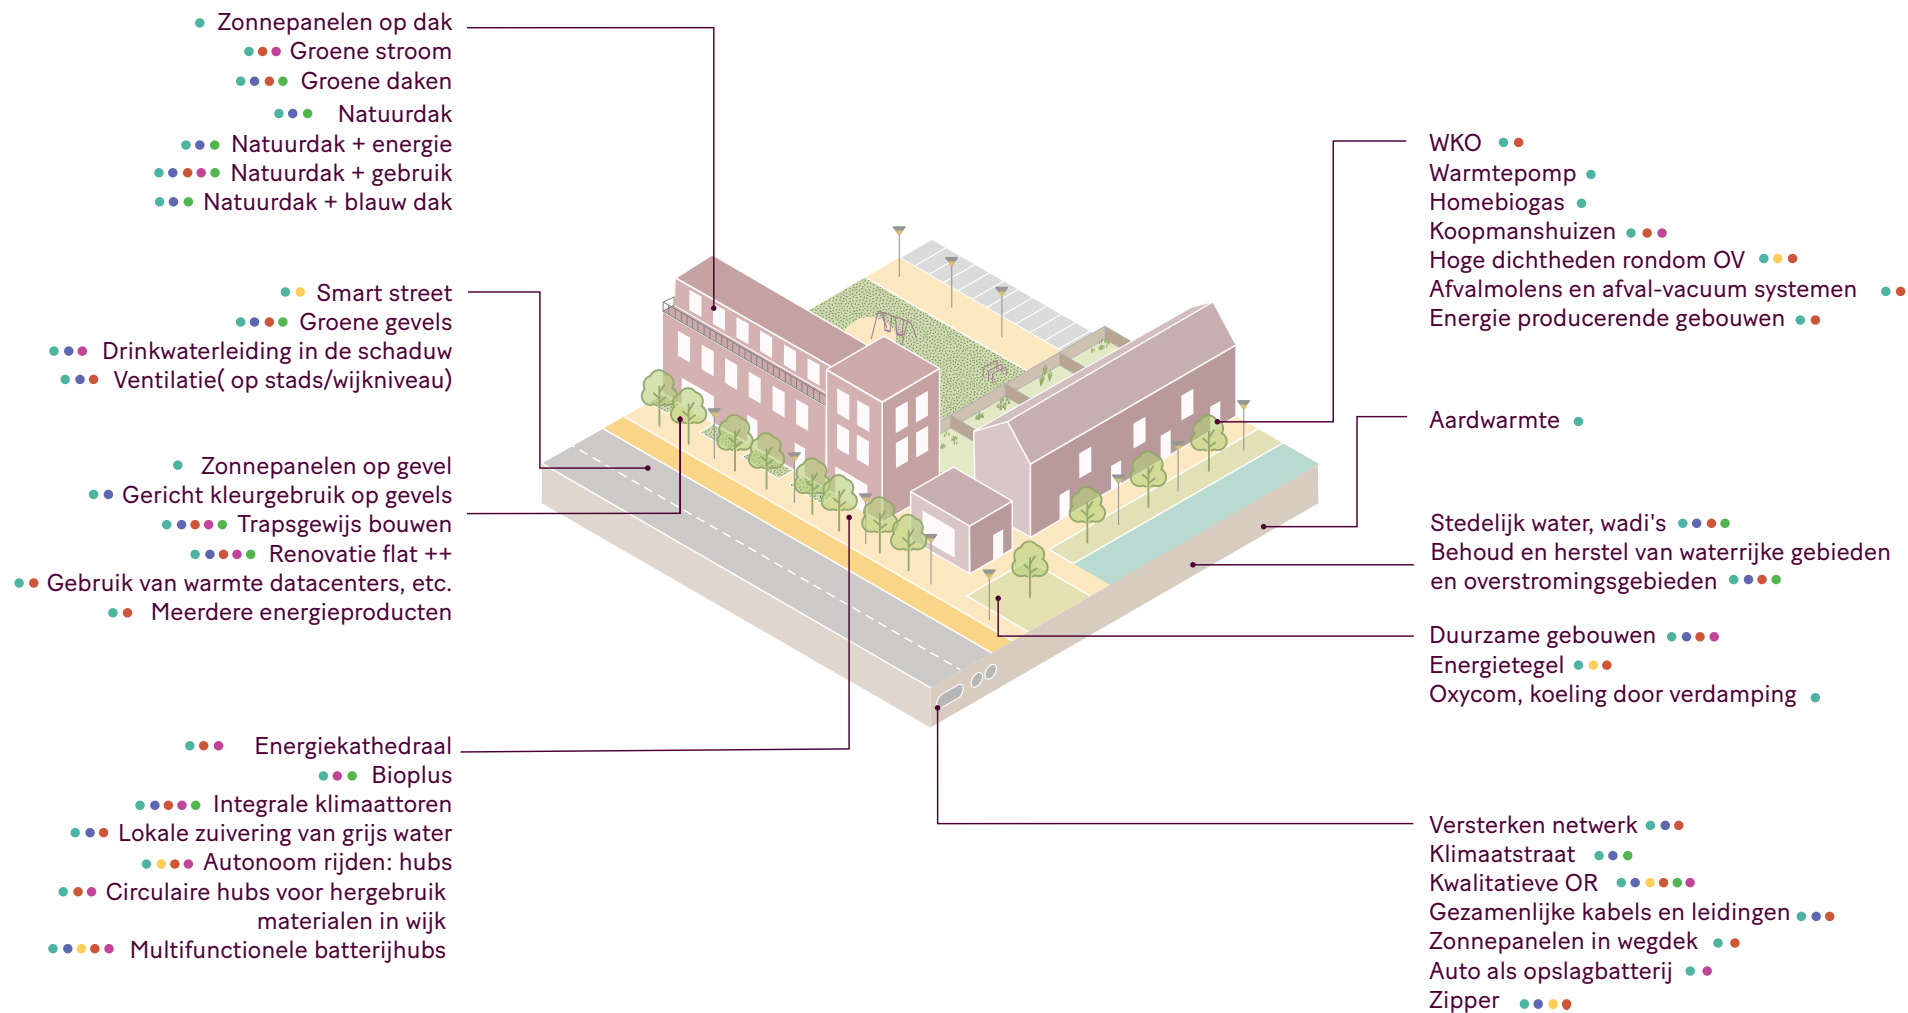 Zonnepanelen op dak
Groene stroom
Groene daken
Natuurdak
Natuurdak + energie
Natuurdak + gebruik
Natuurdak + blauw dak
Smart street
Groene gevels
Drinkwaterleiding in de schaduw
Ventilatie( op stads/wijkniveau)
Zonnepanelen op gevel
Gericht kleurgebruik op gevels
Trapsgewijs bouwen
Renovatie flat ++
Gebruik van warmte datacenters, etc.
Meerdere energieproducten
Energiekathedraal
Bioplus
Integrale klimaattoren
Lokale zuivering van grijs water
Autonoom rijden: hubs
Circulaire hubs voor hergebruik
materialen in wijk
Multifunctionele batterijhubs
WKO
Warmtepomp
Homebiogas
Koopmanshuizen
Hoge dichtheden rondom OV
Afvalmolens en afval-vacuum systemen
Energie producerende gebouwen
Aardwarmte
Stedelijk water, wadi's
Behoud en herstel van waterrijke gebieden
en overstromingsgebieden
Duurzame gebouwen
Energietegel
Oxycom, koeling door verdamping
Versterken netwerk
Klimaatstraat
Kwalitatieve OR
Gezamenlijke kabels en leidingen
Zonnepanelen in wegdek
Auto als opslagbatterij
Zipper